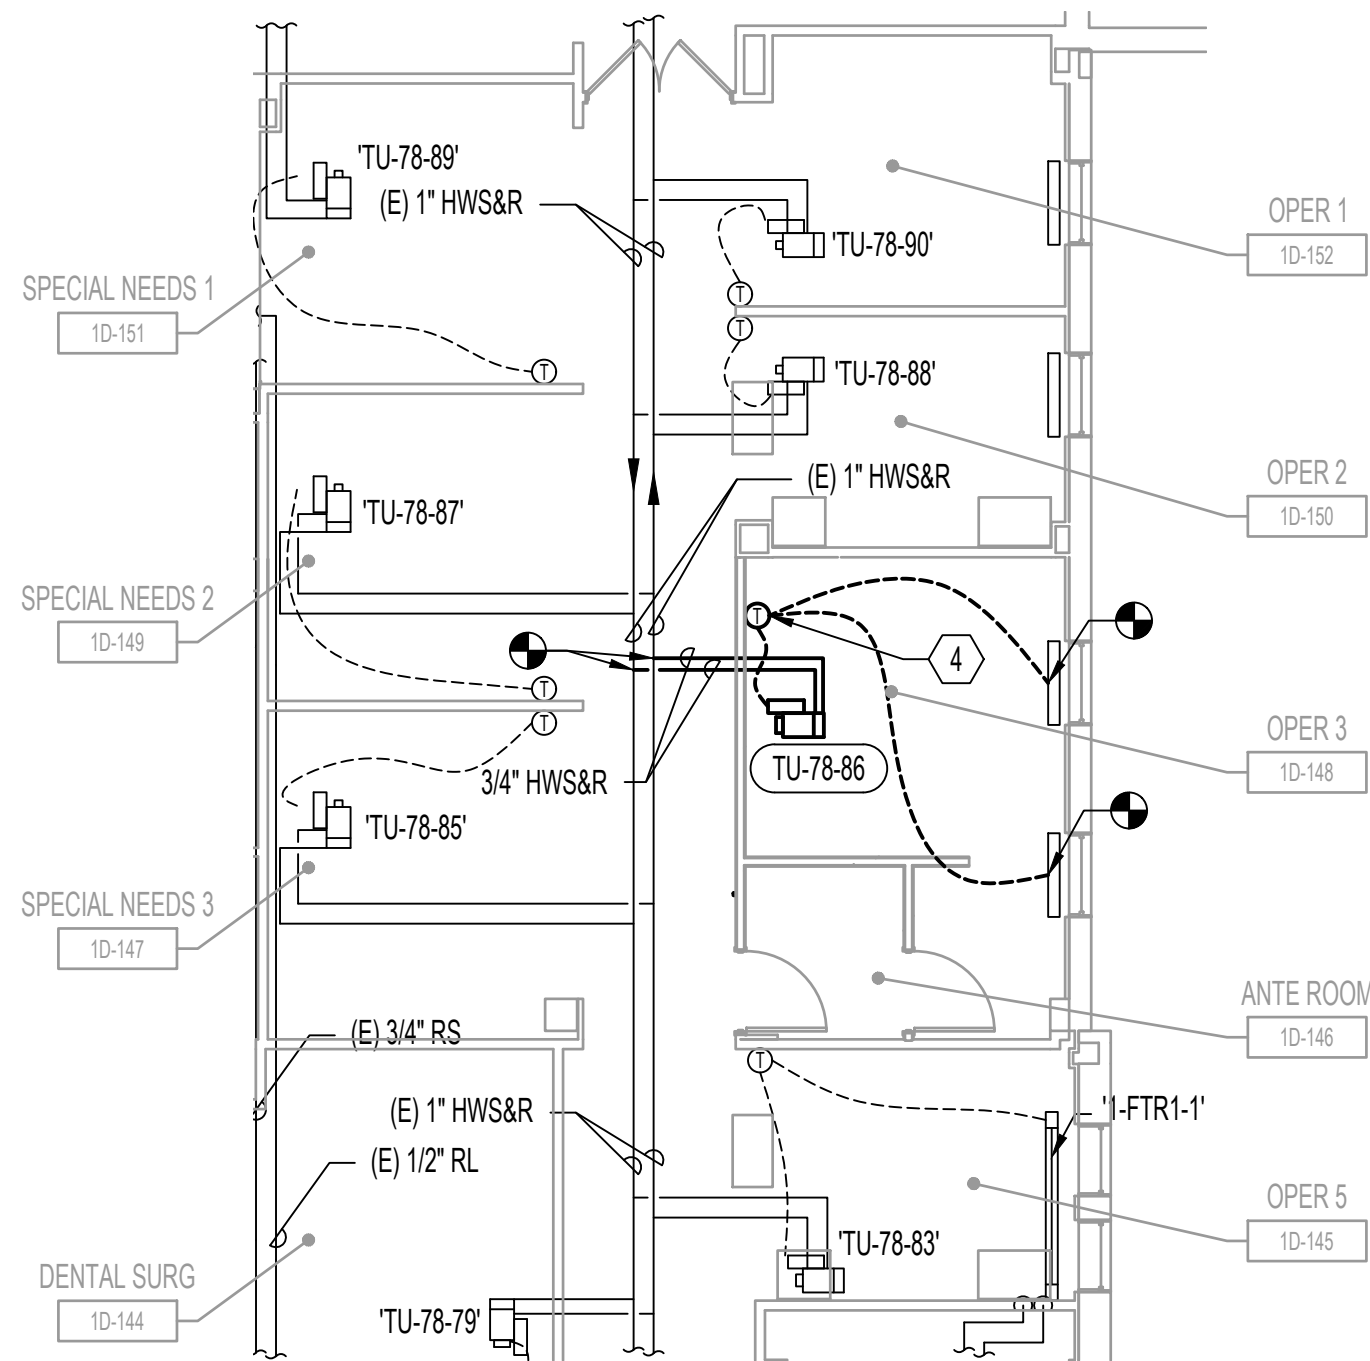 'TU-78-89'
(E) 1" HWS&R
'TU-78-90'
OPER 1
1D-152
SPECIAL NEEDS 1
1D-151
T
T
T
'TU-78-88'
(E) 1" HWS&R
OPER 2
1D-150
'TU-78-87'
SPECIAL NEEDS 2
1D-149
T
4
T
T
OPER 3
1D-148
3/4" HWS&R
TU-78-86
'TU-78-85'
SPECIAL NEEDS 3
1D-147
ANTE ROOM
1D-146
(E) 3/4" RS
T
(E) 1" HWS&R
'1-FTR1-1'
(E) 1/2" RL
OPER 5
1D-145
'TU-78-83'
DENTAL SURG
1D-144
'TU-78-79'